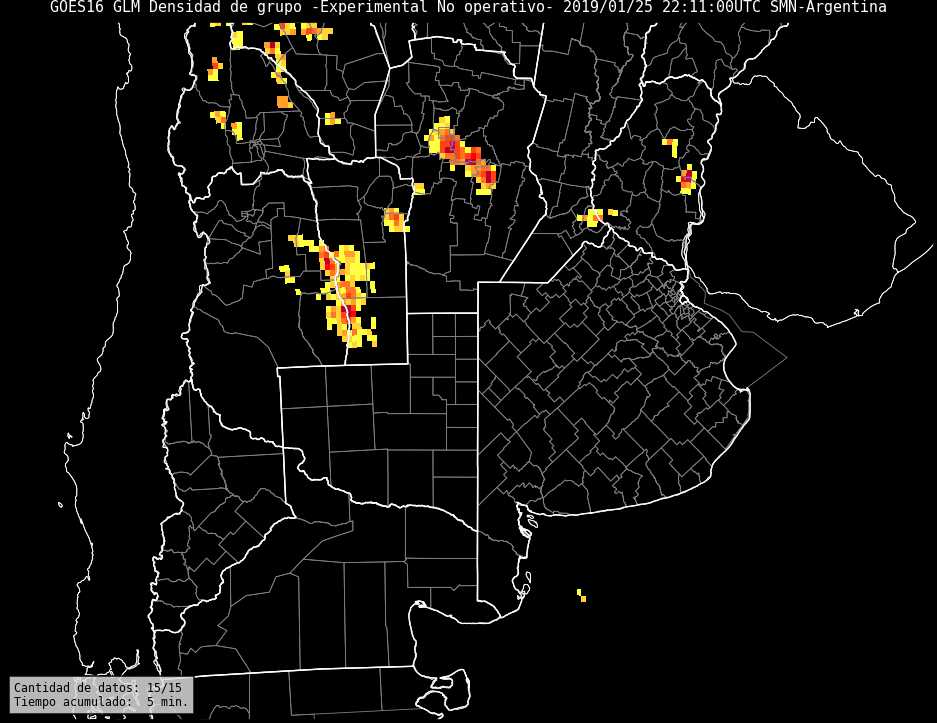 GOES16 GLM Densidad de grupo -Experimental No operativo- 2019/01/25 22:11:00UTC SMN-Argentina
Cantidad de datos: 15/15
Tiempo acumulado:  5 min.